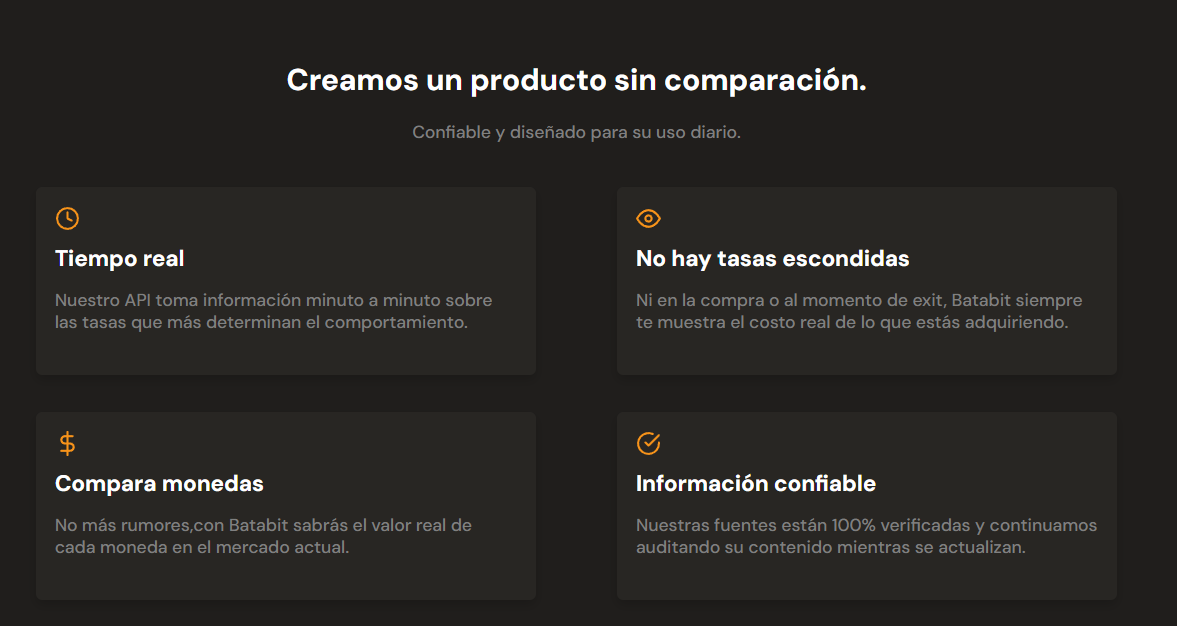 Creamos un producto sin comparación.
Confiable y diseñado para su uso diario.
Tiempo real
Nuestro API toma información minuto a minuto sobre
las tasas que más determinan el comportamiento.
No hay tasas escondidas
Ni en la compra o al momento de exit, Batabit siempre
te muestra el costo real de lo que estás adquiriendo.
Compara monedas
No más rumores,con Batabit sabrás el valor real de
cada moneda en el mercado actual.
Información confiable
Nuestras fuentes están 100% verificadas y continuamos
auditando su contenido mientras se actualizan.